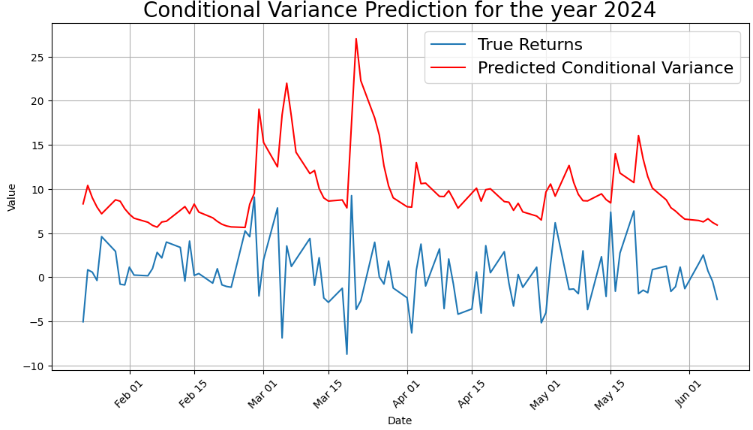 Conditional Variance Prediction for the year 2024
True Returns
Predicted Conditional Variance
25
20
15
10
5
0
−5
−10
Value
Feb 01
Feb 15
Mar 01
Mar 15
Apr 01
Apr 15
May 01
May 15
Jun 01
Date